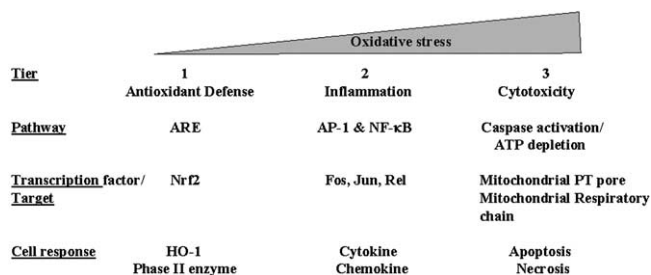 Oxidative stress
Tier 1 2 3
Antioxidant Defense Inflammation Cytotoxicity
Pathway ARE AP-1 & NF-κB Caspase activation/
ATP depletion
Transcription factor/ Nrf2 Fos, Jun, Rel Mitochondrial PT pore
Target Mitochondrial Respiratory
chain
Cell response HO-1 Cytokine Apoptosis
Phase II enzyme Chemokine Necrosis